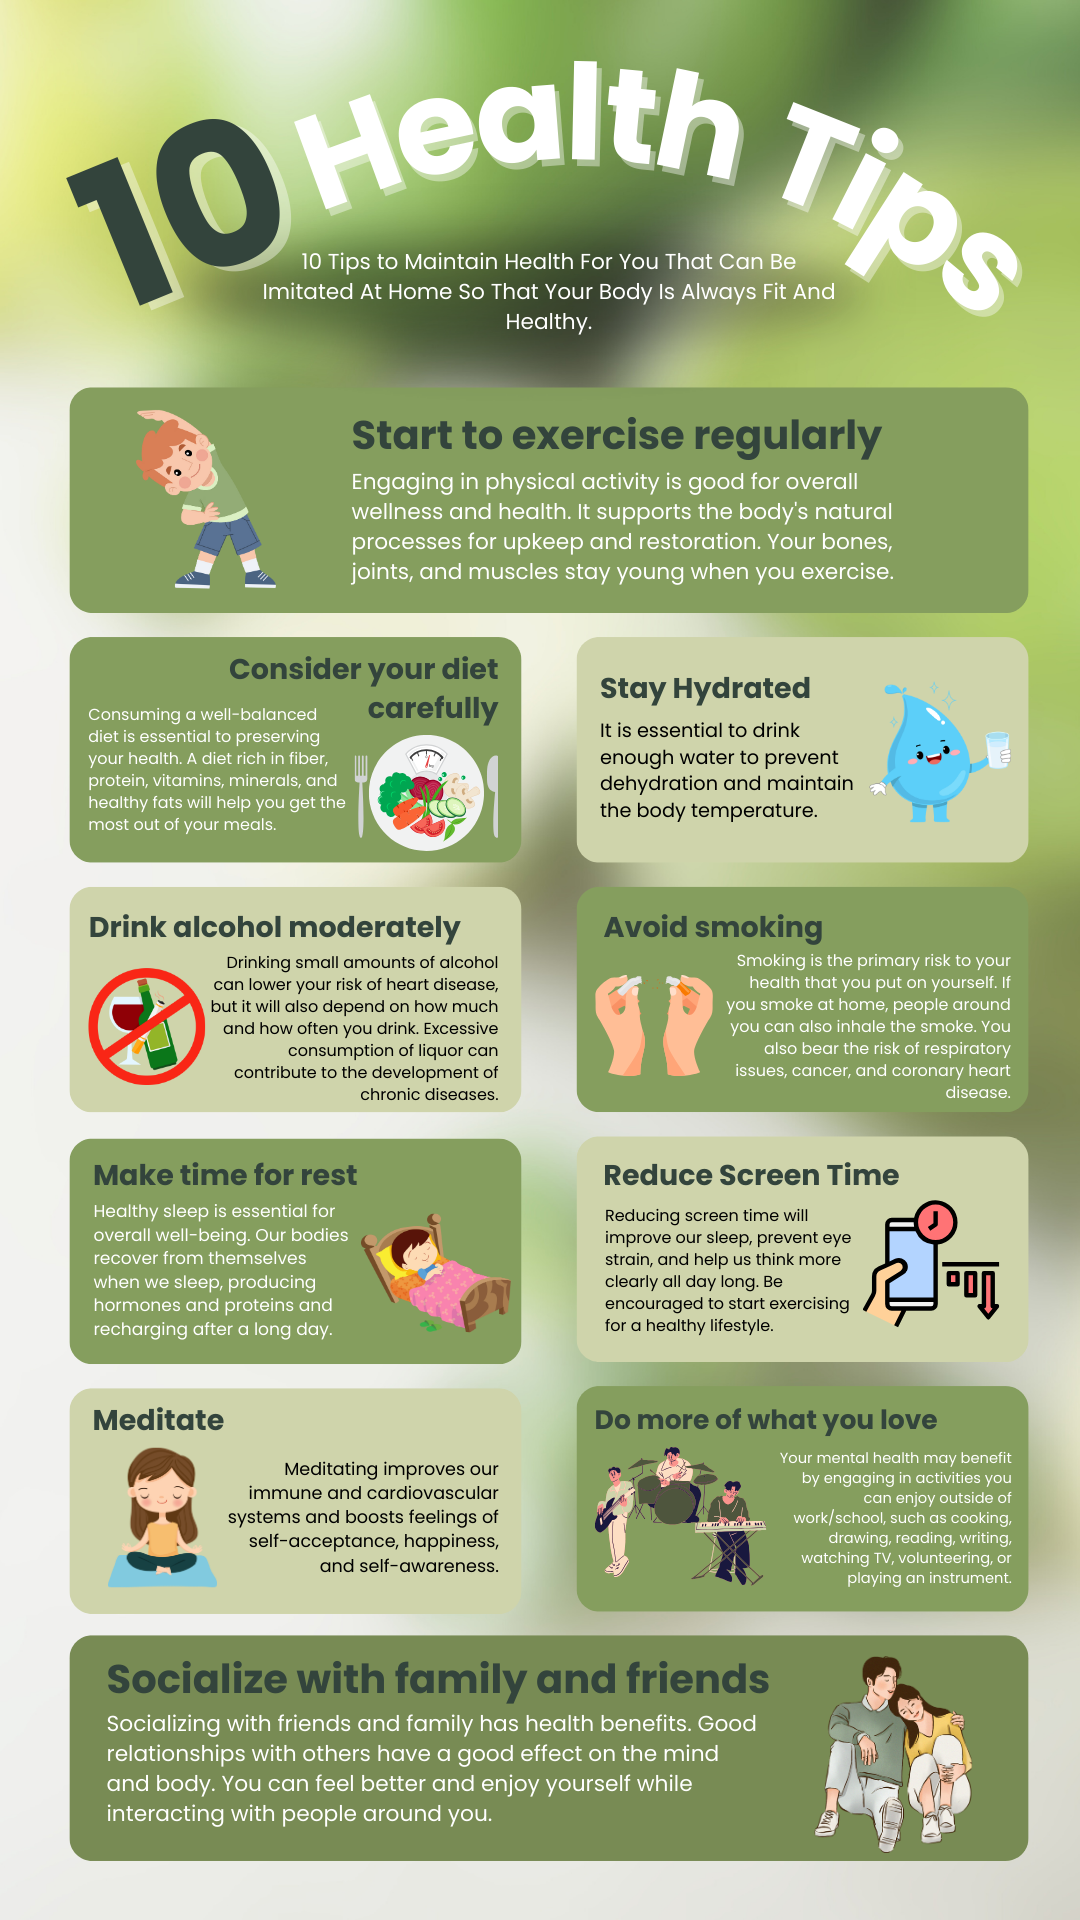 10 Health Tips
10 Tips to Maintain Health For You That Can Be
Imitated At Home So That Your Body Is Always Fit And
Healthy.
Start to exercise regularly
Engaging in physical activity is good for overall
wellness and health. It supports the body's natural
processes for upkeep and restoration. Your bones,
joints, and muscles stay young when you exercise.
Consider your diet
carefully
Consuming a well-balanced
diet is essential to preserving
your health. A diet rich in fiber,
protein, vitamins, minerals, and
healthy fats will help you get the
most out of your meals.
Stay Hydrated
It is essential to drink
enough water to prevent
dehydration and maintain
the body temperature.
Drink alcohol moderately
Drinking small amounts of alcohol
can lower your risk of heart disease,
but it will also depend on how much
and how often you drink. Excessive
consumption of liquor can
contribute to the development of
chronic diseases.
Avoid smoking
Smoking is the primary risk to your
health that you put on yourself. If
you smoke at home, people around
you can also inhale the smoke. You
also bear the risk of respiratory
issues, cancer, and coronary heart
disease.
Make time for rest
Healthy sleep is essential for
overall well-being. Our bodies
recover from themselves
when we sleep, producing
hormones and proteins and
recharging after a long day.
Reduce Screen Time
Reducing screen time will
improve our sleep, prevent eye
strain, and help us think more
clearly all day long. Be
encouraged to start exercising
for a healthy lifestyle.
Meditate
Meditating improves our
immune and cardiovascular
systems and boosts feelings of
self-acceptance, happiness,
and self-awareness.
Do more of what you love
Your mental health may benefit
by engaging in activities you
can enjoy outside of
work/school, such as cooking,
drawing, reading, writing,
watching TV, volunteering, or
playing an instrument.
Socialize with family and friends
Socializing with friends and family has health benefits. Good
relationships with others have a good effect on the mind
and body. You can feel better and enjoy yourself while
interacting with people around you.